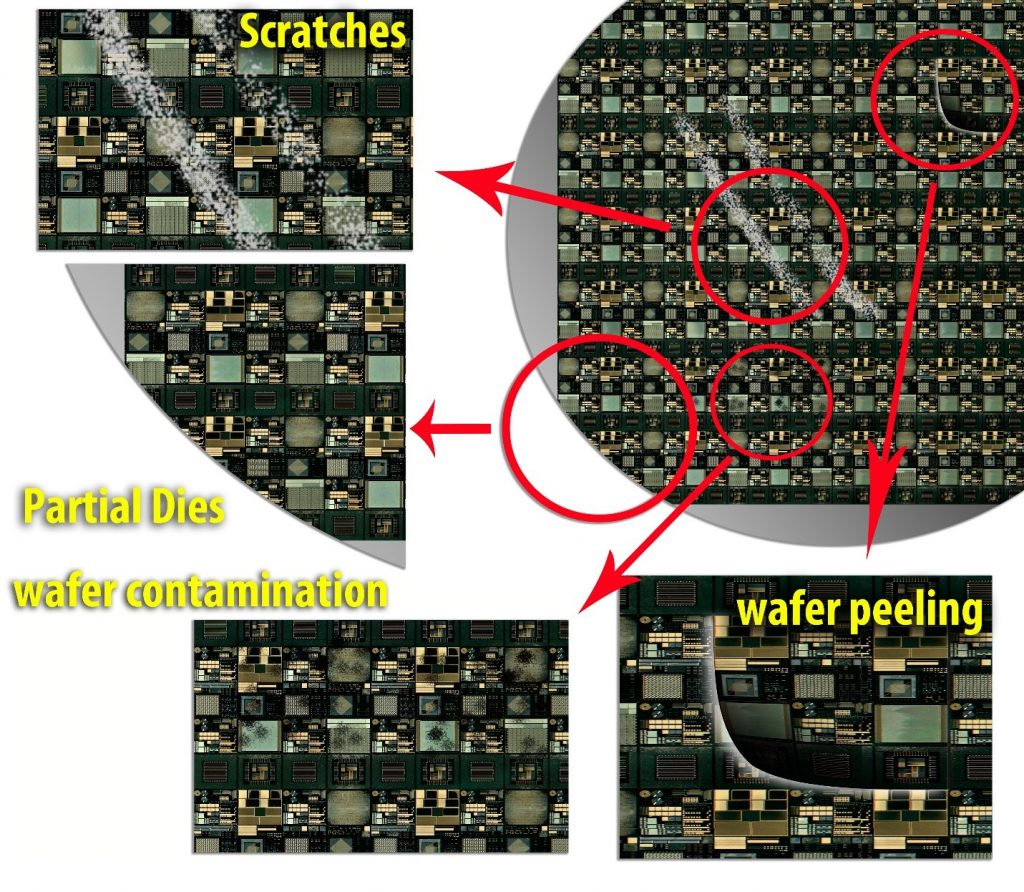 Scratches
Partial Dies
wafer contamination
wafer peeling